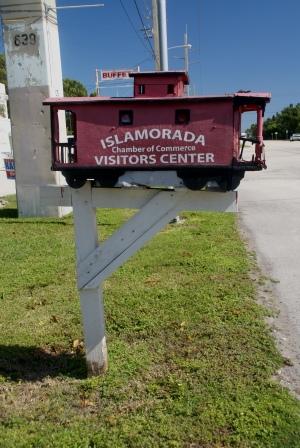 639
BUFFE
ISLAMORADA
Chamber of Commerce
VISITORS CENTER